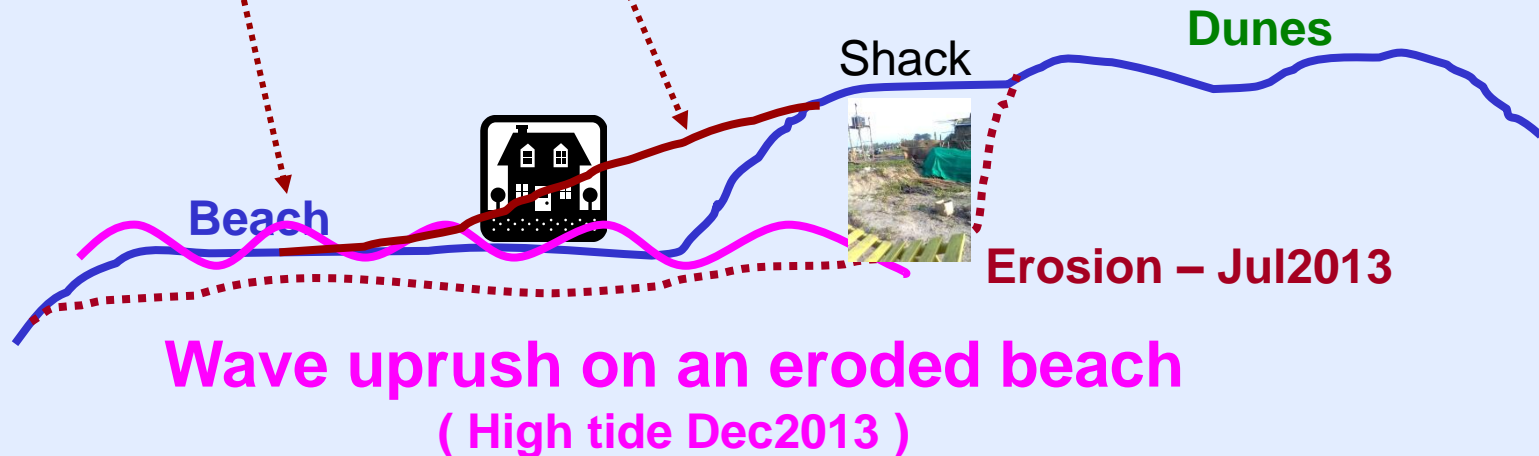 Dunes
Shack
Beach
Erosion – Jul2013
Wave uprush on an eroded beach
( High tide Dec2013 )